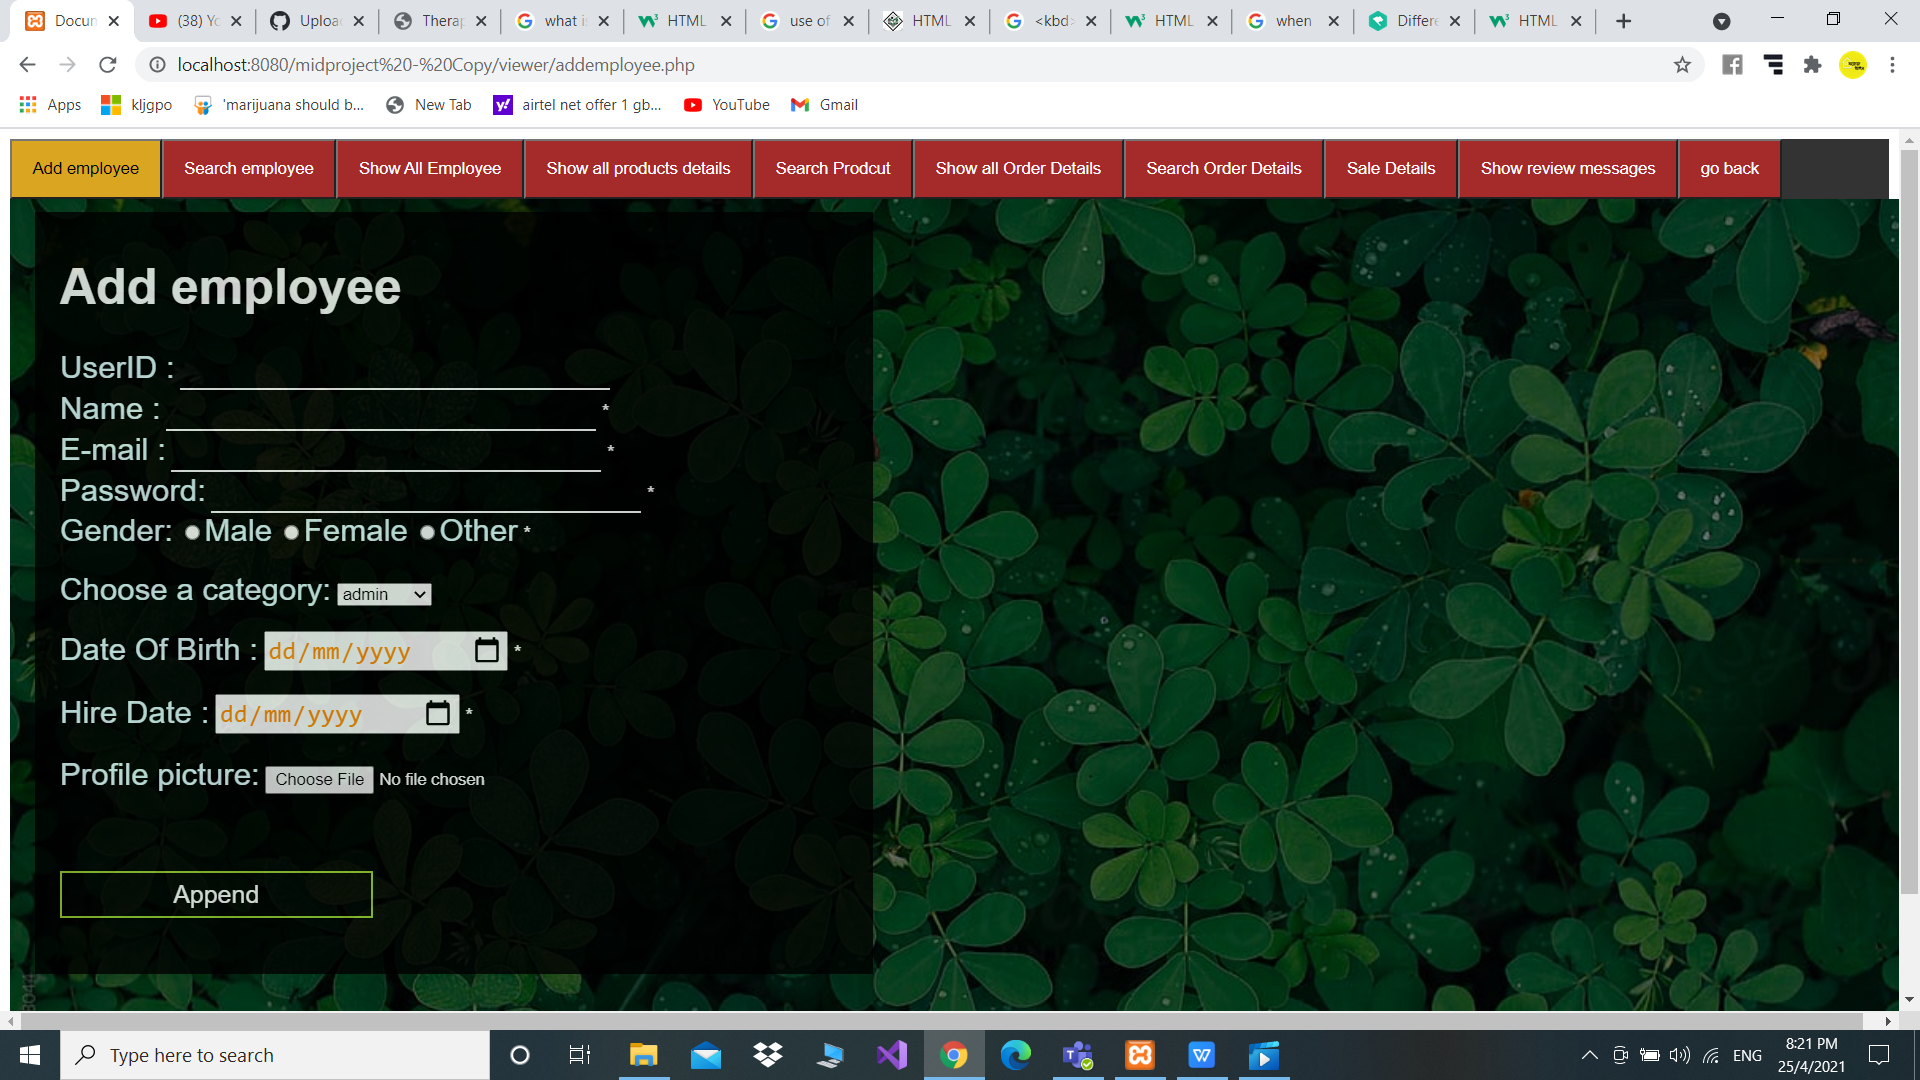 Docun
(38) Yo
Uploa
Therap
what is
HTML
use of
HTML
<kbd>
HTML
when
Differe
HTML
localhost:8080/midproject%20-%20Copy/viewer/addemployee.php
Apps
kljgpo
'marijuana should b...
New Tab
airtel net offer 1 gb...
YouTube
Gmail
Add employee
Search employee
Show All Employee
Show all products details
Search Prodcut
Show all Order Details
Search Order Details
Sale Details
Show review messages
go back
Add employee
UserID :
Name : *
E-mail : *
Password: *
Gender: Male Female Other *
Choose a category: admin
Date Of Birth : dd/mm/yyyy *
Hire Date : dd/mm/yyyy *
Profile picture: Choose File No file chosen
Append
Type here to search
ENG
8:21 PM
25/4/2021